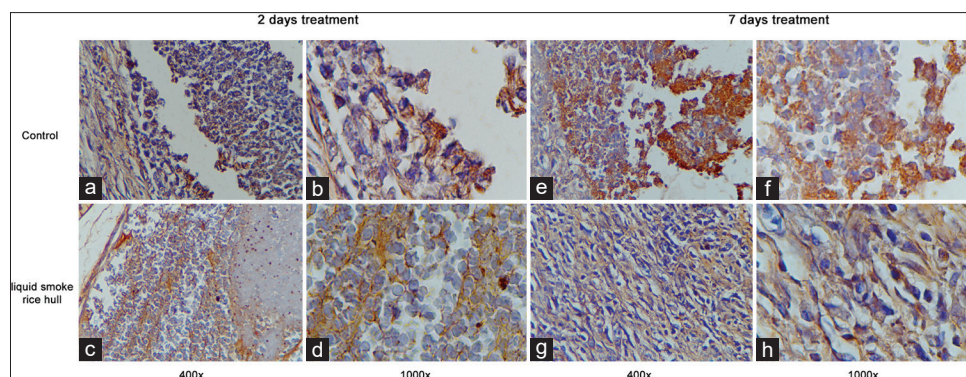 2 days treatment 7 days treatment
Control
a b e f
liquid smoke
rice hull
c d g h
400x 1000x 400x 1000x